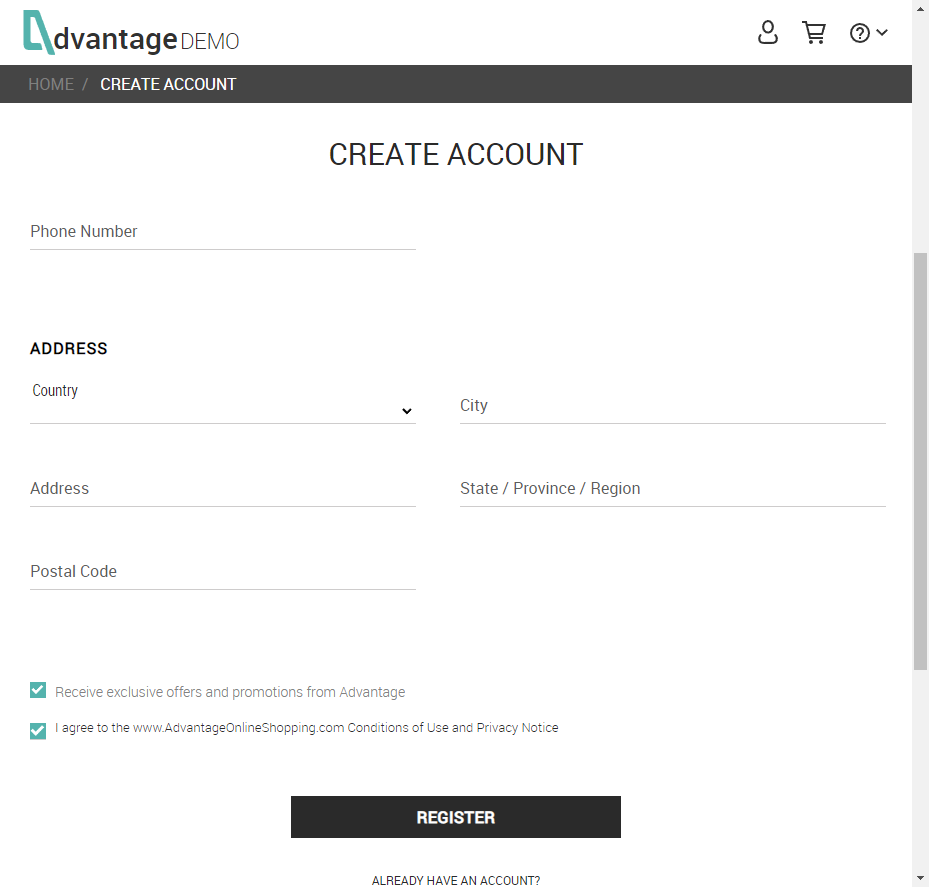 dvantage DEMO
HOME / CREATE ACCOUNT
CREATE ACCOUNT
Phone Number
ADDRESS
Country
City
Address
State / Province / Region
Postal Code
Receive exclusive offers and promotions from Advantage
I agree to the www.AdvantageOnlineShopping.com Conditions of Use and Privacy Notice
REGISTER
ALREADY HAVE AN ACCOUNT?